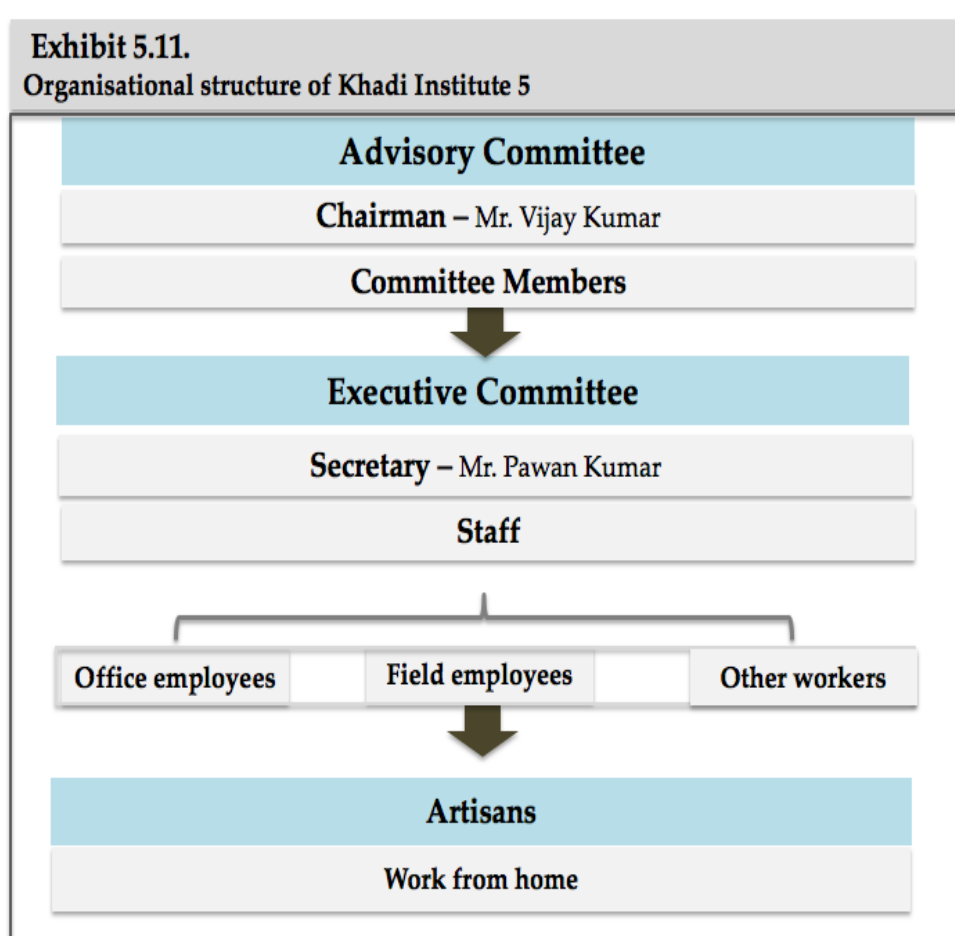 Exhibit 5.11.
Organisational structure of Khadi Institute 5
Advisory Committee
Chairman – Mr. Vijay Kumar
Committee Members
Executive Committee
Secretary – Mr. Pawan Kumar
Staff
Office employees
Field employees
Other workers
Artisans
Work from home